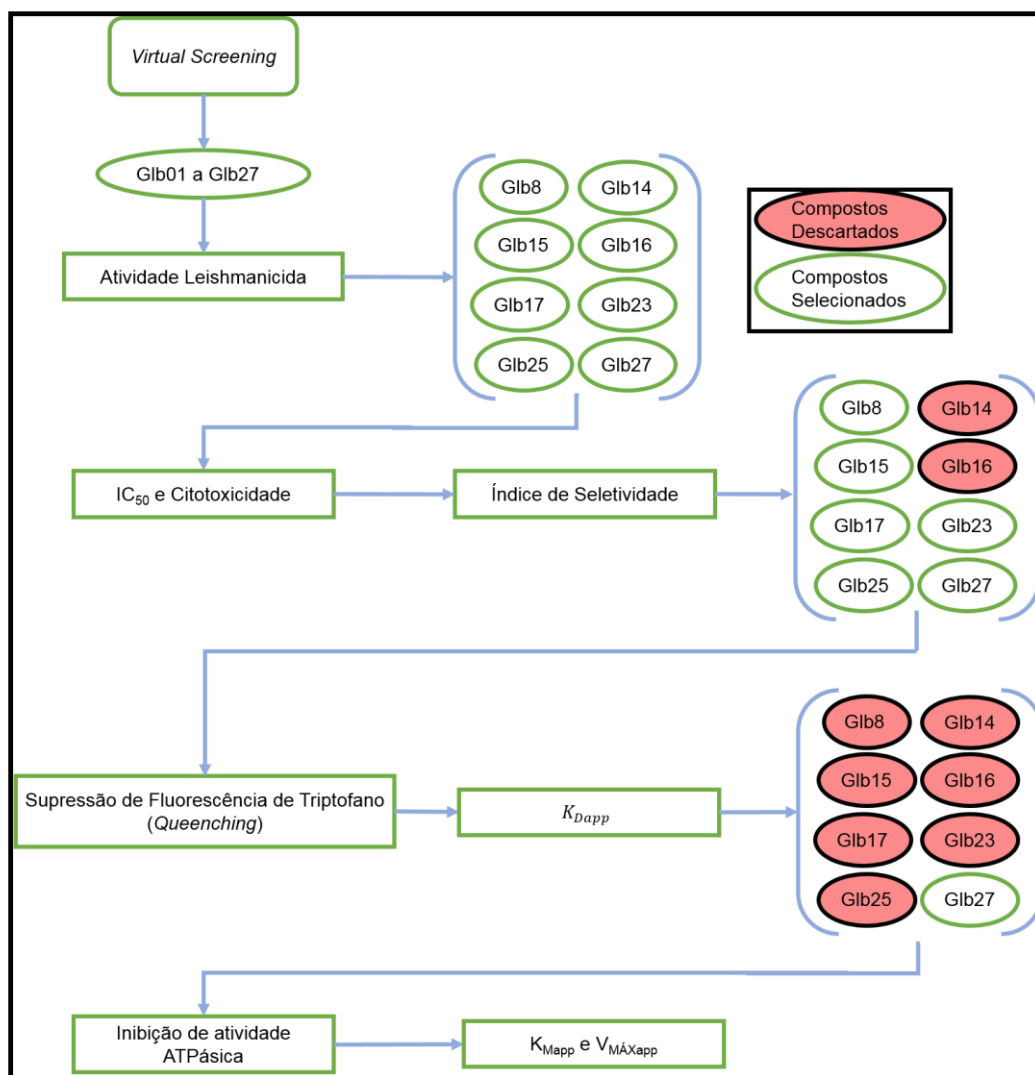 Virtual Screening
Glb01 a Glb27
Atividade Leishmanicida
Glb8
Glb14
Glb15
Glb16
Glb17
Glb23
Glb25
Glb27
Compostos
Descartados
Compostos
Selecionados
IC50 e Citotoxicidade
Índice de Seletividade
Glb8
Glb14
Glb15
Glb16
Glb17
Glb23
Glb25
Glb27
Supressão de Fluorescência de Triptofano
(Queenching)
KDapp
Glb8
Glb14
Glb15
Glb16
Glb17
Glb23
Glb25
Glb27
Inibição de atividade
ATPásica
KMapp e VMÁXapp